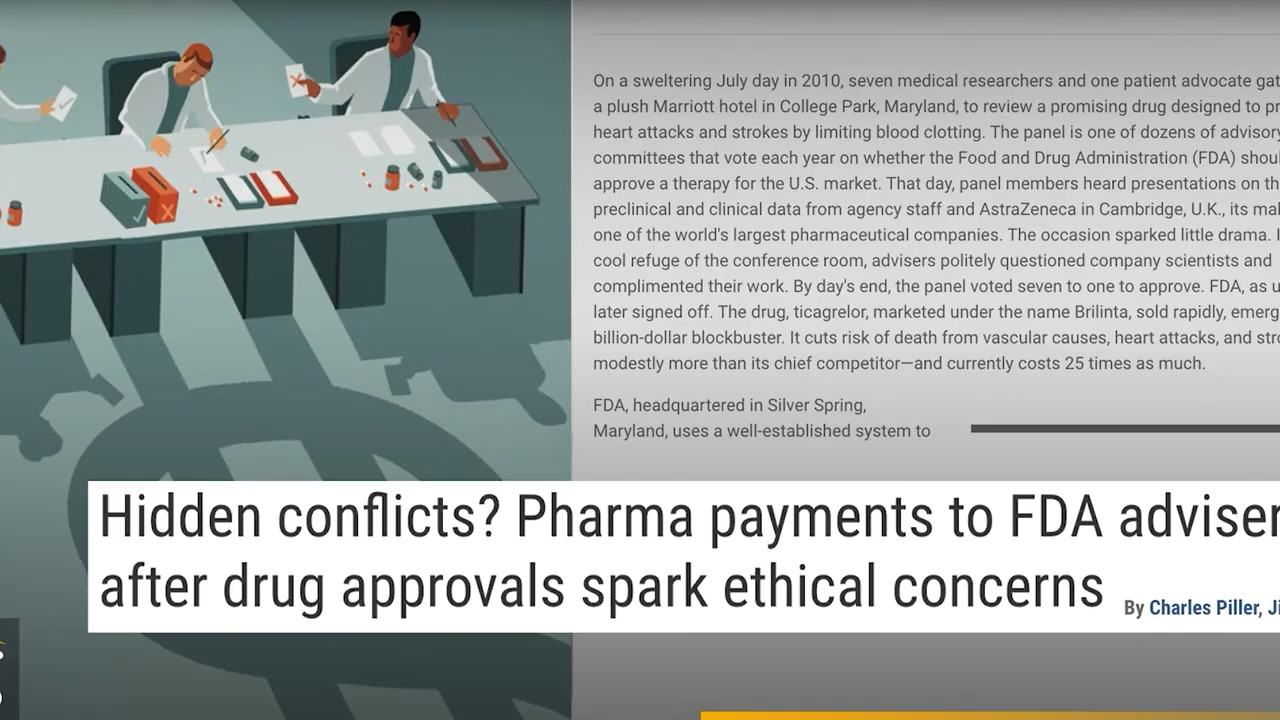 On a sweltering July day in 2010, seven medical researchers and one patient advocate gat
a plush Marriott hotel in College Park, Maryland, to review a promising drug designed to pr
heart attacks and strokes by limiting blood clotting. The panel is one of dozens of advisory
committees that vote each year on whether the Food and Drug Administration (FDA) shoul
approve a therapy for the U.S. market. That day, panel members heard presentations on th
preclinical and clinical data from agency staff and AstraZeneca in Cambridge, U.K., its mal
one of the world's largest pharmaceutical companies. The occasion sparked little drama. I
cool refuge of the conference room, advisers politely questioned company scientists and
complimented their work. By day's end, the panel voted seven to one to approve. FDA, as u
later signed off. The drug, ticagrelor, marketed under the name Brilinta, sold rapidly, emerg
billion-dollar blockbuster. It cuts risk of death from vascular causes, heart attacks, and stro
modestly more than its chief competitor—and currently costs 25 times as much.
FDA, headquartered in Silver Spring,
Maryland, uses a well-established system to
Hidden conflicts? Pharma payments to FDA adviser
after drug approvals spark ethical concerns
By Charles Piller, Ji